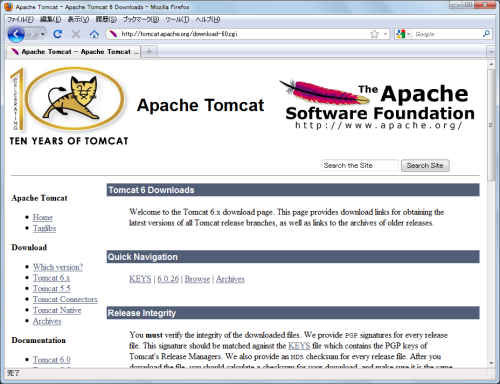 Apache Tomcat - Apache Tomcat 6 Downloads - Mozilla Firefox
ファイル(F) 編集(E) 表示(V) 履歴(S) ブックマーク(B) ツール(T) ヘルプ(H)
http://tomcat.apache.org/download-60.cgi
Google
Apache Tomcat - Apache Tomcat ...
CELEBRATING
TEN YEARS OF TOMCAT
Apache Tomcat
The Apache
Software Foundation
http://www.apache.org/
Search the Site Search Site
Apache Tomcat
Home
Taglibs
Download
Which version?
Tomcat 6.x
Tomcat 5.5
Tomcat Connectors
Tomcat Native
Archives
Documentation
Tomcat 6.0
Tomcat 6 Downloads
Welcome to the Tomcat 6.x download page. This page provides download links for obtaining the
latest versions of all Tomcat release branches, as well as links to the archives of older releases.
Quick Navigation
KEYS | 6.0.26 | Browse | Archives
Release Integrity
You must verify the integrity of the downloaded files. We provide PGP signatures for every release
file. This signature should be matched against the KEYS file which contains the PGP keys of
Tomcat's Release Managers. We also provide an MD5 checksum for every release file. After you
download the file, you should calculate a checksum for your download, and make sure it is the same
完了